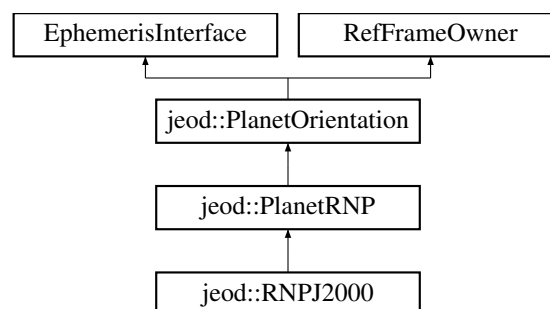 EphemerisInterface
RefFrameOwner
jeod::PlanetOrientation
jeod::PlanetRNP
jeod::RNPJ2000